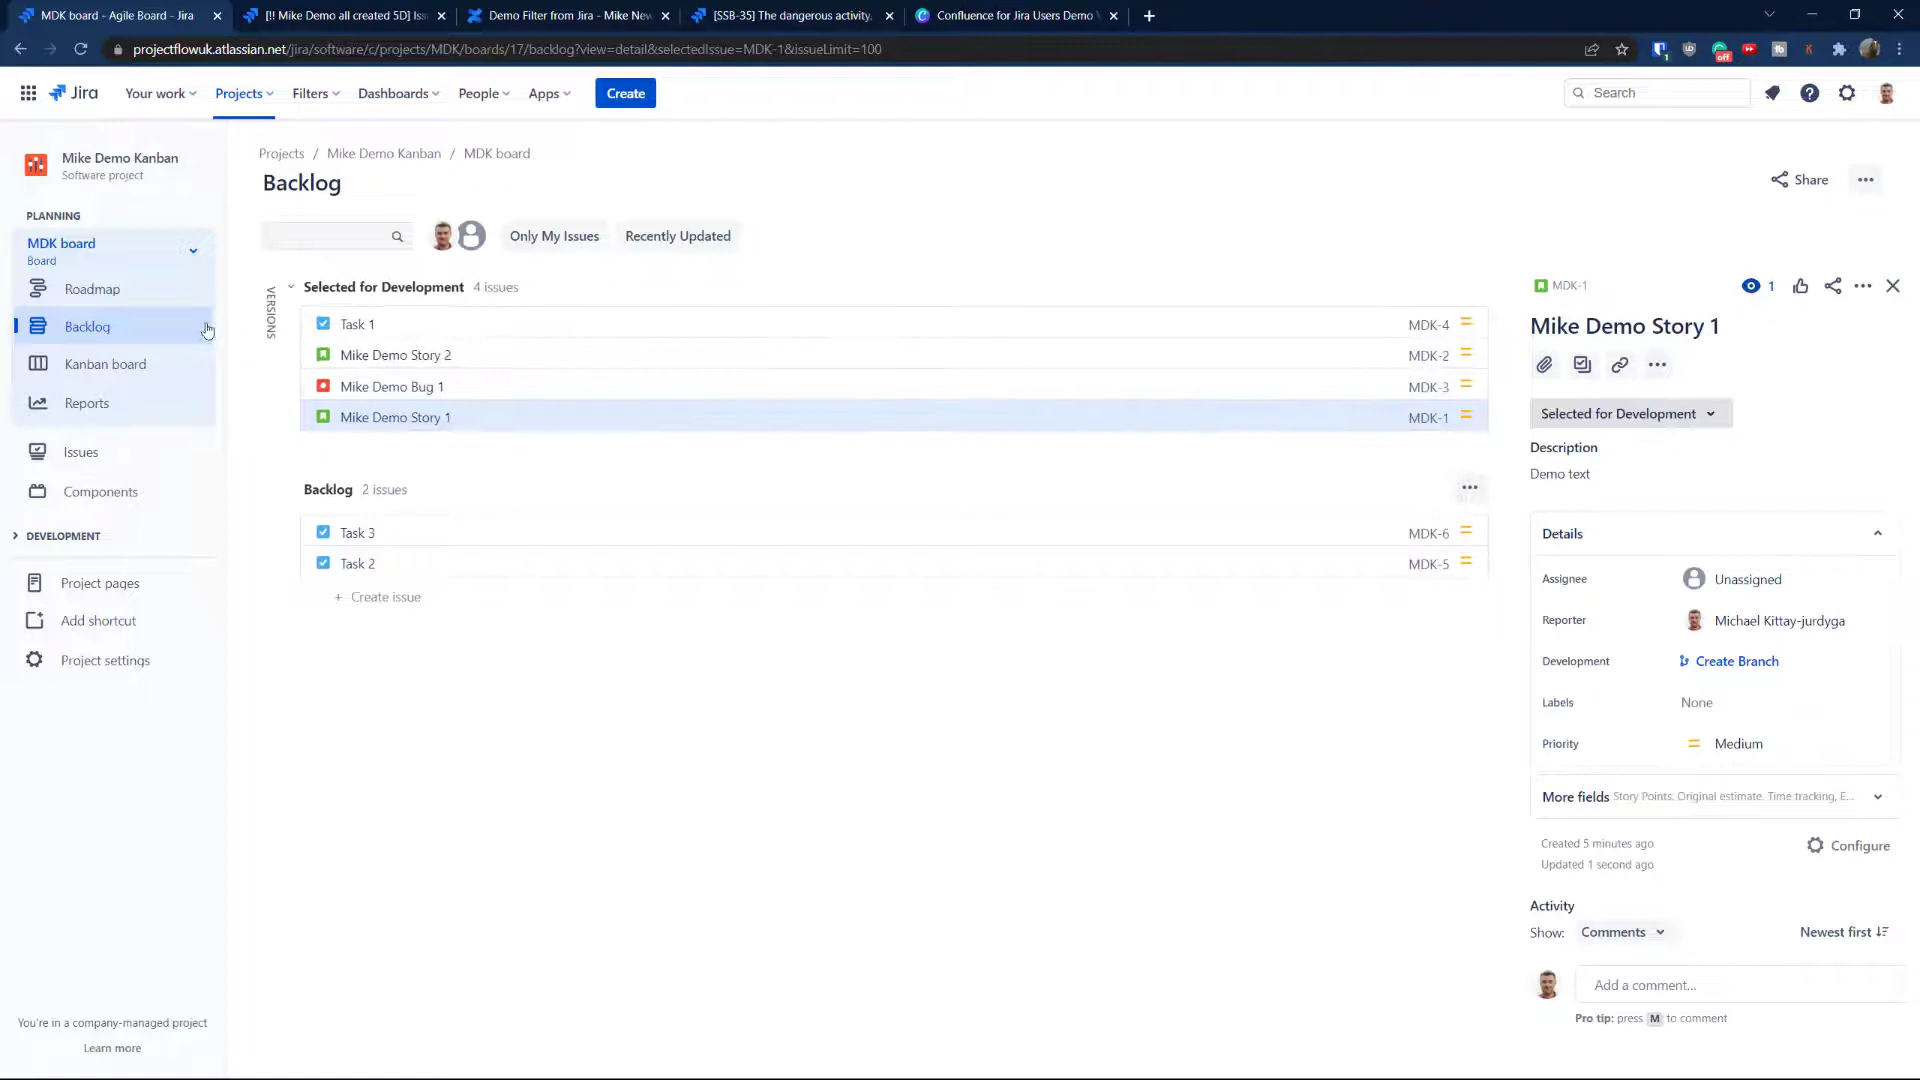 MDK board - Agile Board - Jira
[!! Mike Demo all created 5D] Iss
Demo Filter from Jira - Mike New
[SSB-35] The dangerous activity,
Confluence for Jira Users Demo
projectflowuk.atlassian.net/jira/software/c/projects/MDK/boards/17/backlog?view=detail&selectedIssue=MDK-1&issueLimit=100
1
off
fb
K
Jira
Your work
Projects
Filters
Dashboards
People
Apps
Create
Search
Mike Demo Kanban
Software project
PLANNING
MDK board
Board
Roadmap
Backlog
Kanban board
Reports
Issues
Components
DEVELOPMENT
Project pages
Add shortcut
Project settings
You're in a company-managed project
Learn more
Projects / Mike Demo Kanban / MDK board
Backlog
Share
Only My Issues
Recently Updated
VERSIONS
Selected for Development 4 issues
Task 1 MDK-4
Mike Demo Story 2 MDK-2
Mike Demo Bug 1 MDK-3
Mike Demo Story 1 MDK-1
Backlog 2 issues
Task 3 MDK-6
Task 2 MDK-5
+ Create issue
MDK-1
1
Mike Demo Story 1
Selected for Development
Description
Demo text
Details
Assignee Unassigned
Reporter Michael Kittay-jurdyga
Development Create Branch
Labels None
Priority Medium
More fields Story Points, Original estimate, Time tracking, E...
Created 5 minutes ago
Updated 1 second ago
Configure
Activity
Show: Comments
Newest first
Add a comment...
Pro tip: press M to comment